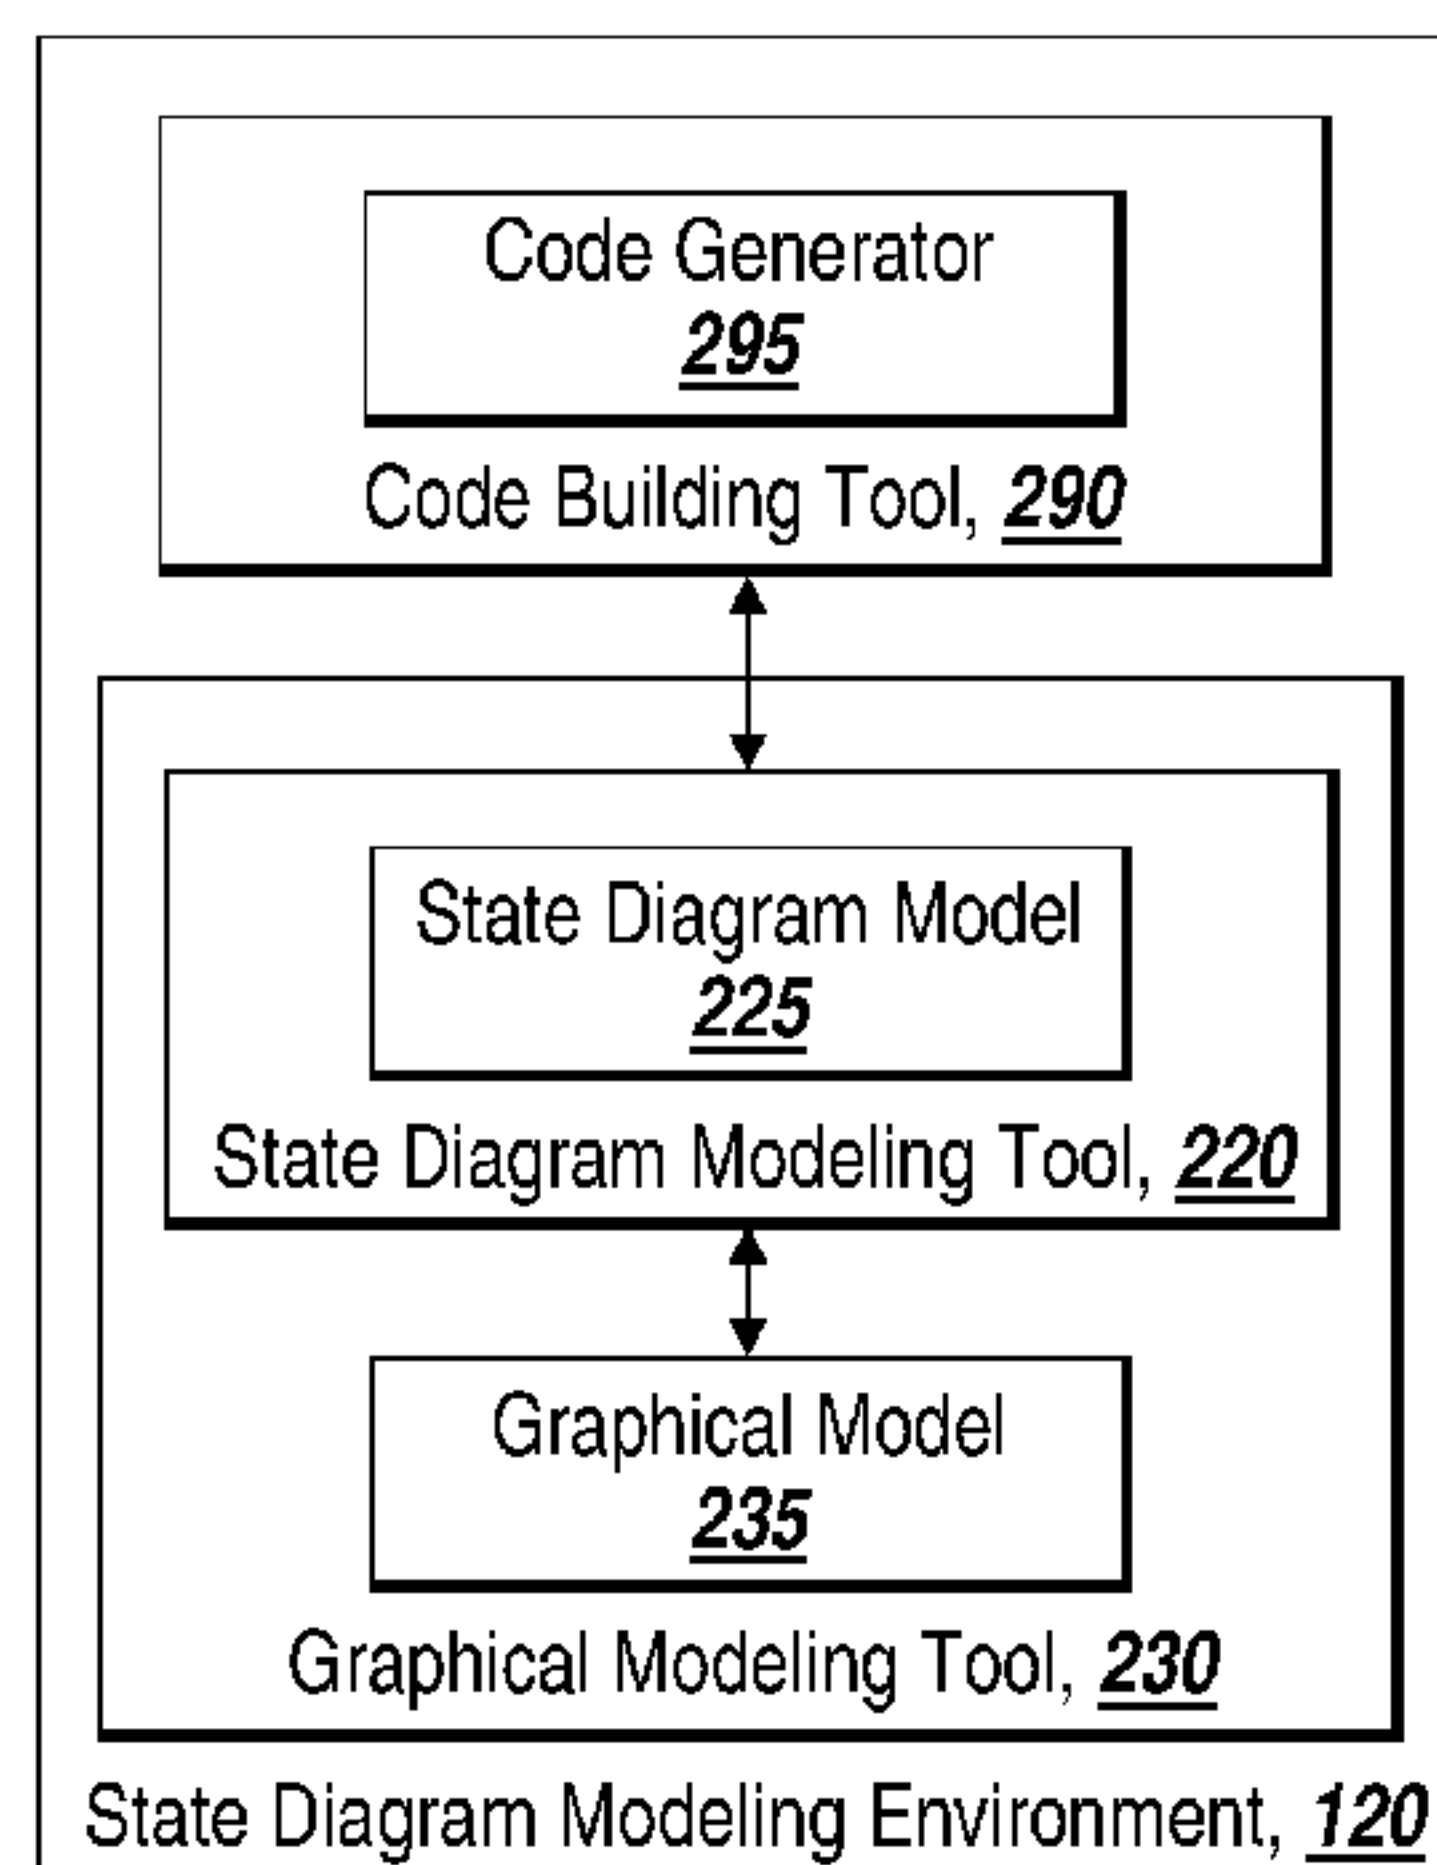 Code Generator
295
Code Building Tool, 290
State Diagram Model
225
State Diagram Modeling Tool, 220
Graphical Model
235
Graphical Modeling Tool, 230
State Diagram Modeling Environment, 120